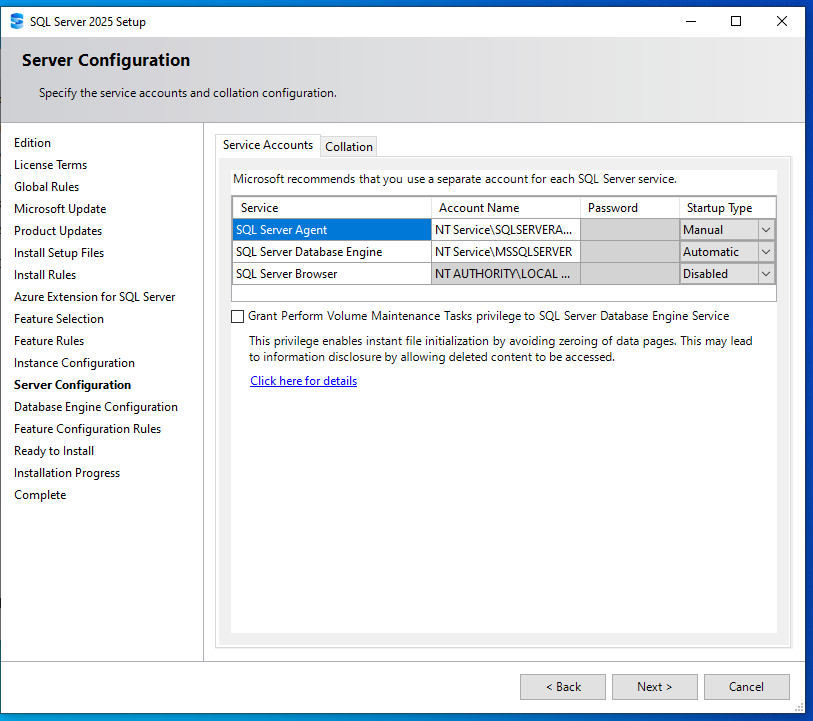 SQL Server 2025 Setup
Server Configuration
Specify the service accounts and collation configuration.
Edition
License Terms
Global Rules
Microsoft Update
Product Updates
Install Setup Files
Install Rules
Azure Extension for SQL Server
Feature Selection
Feature Rules
Instance Configuration
Server Configuration
Database Engine Configuration
Feature Configuration Rules
Ready to Install
Installation Progress
Complete
Service Accounts Collation
Microsoft recommends that you use a separate account for each SQL Server service.
Service Account Name Password Startup Type
SQL Server Agent NT Service\SQLSERVERA... Manual
SQL Server Database Engine NT Service\MSSQLSERVER Automatic
SQL Server Browser NT AUTHORITY\LOCAL ... Disabled
Grant Perform Volume Maintenance Tasks privilege to SQL Server Database Engine Service
This privilege enables instant file initialization by avoiding zeroing of data pages. This may lead
to information disclosure by allowing deleted content to be accessed.
Click here for details
< Back Next > Cancel